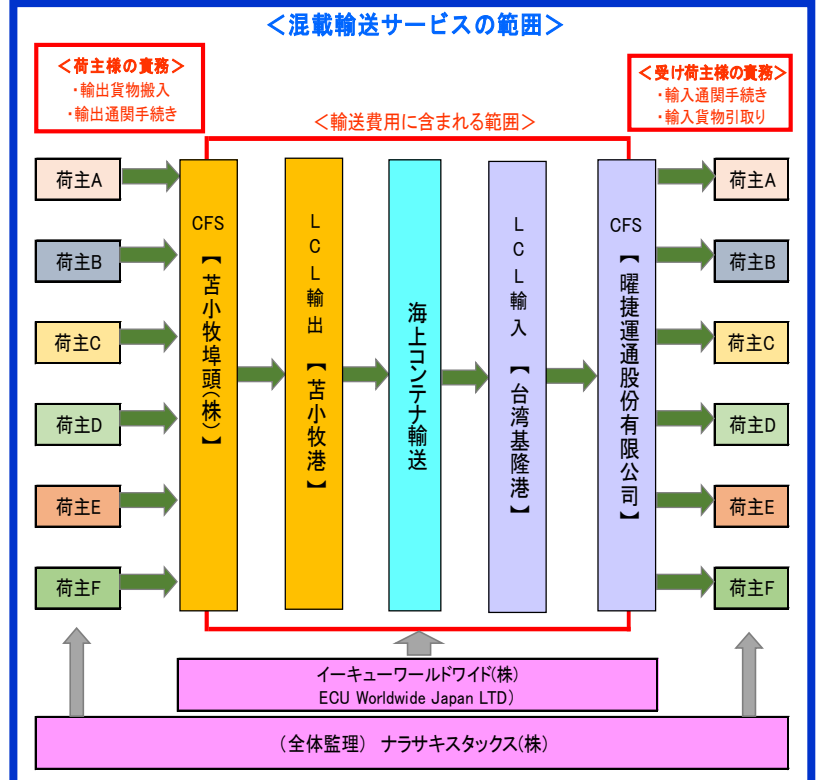 ＜混載輸送サービスの範囲＞
＜荷主様の責務＞
・輸出貨物搬入
・輸出通関手続き
＜受け荷主様の責務＞
・輸入通関手続き
・輸入貨物引取り
＜輸送費用に含まれる範囲＞
荷主A
荷主B
荷主C
荷主D
荷主E
荷主F
CFS 【苫小牧埠頭(株)】
LCL輸出 【苫小牧港】
海上コンテナ輸送
LCL輸入 【台湾基隆港】
CFS 【曜捷運通股份有限公司】
荷主A
荷主B
荷主C
荷主D
荷主E
荷主F
イーキューワールドワイド(株)
ECU Worldwide Japan LTD)
（全体監理） ナラサキスタックス(株)